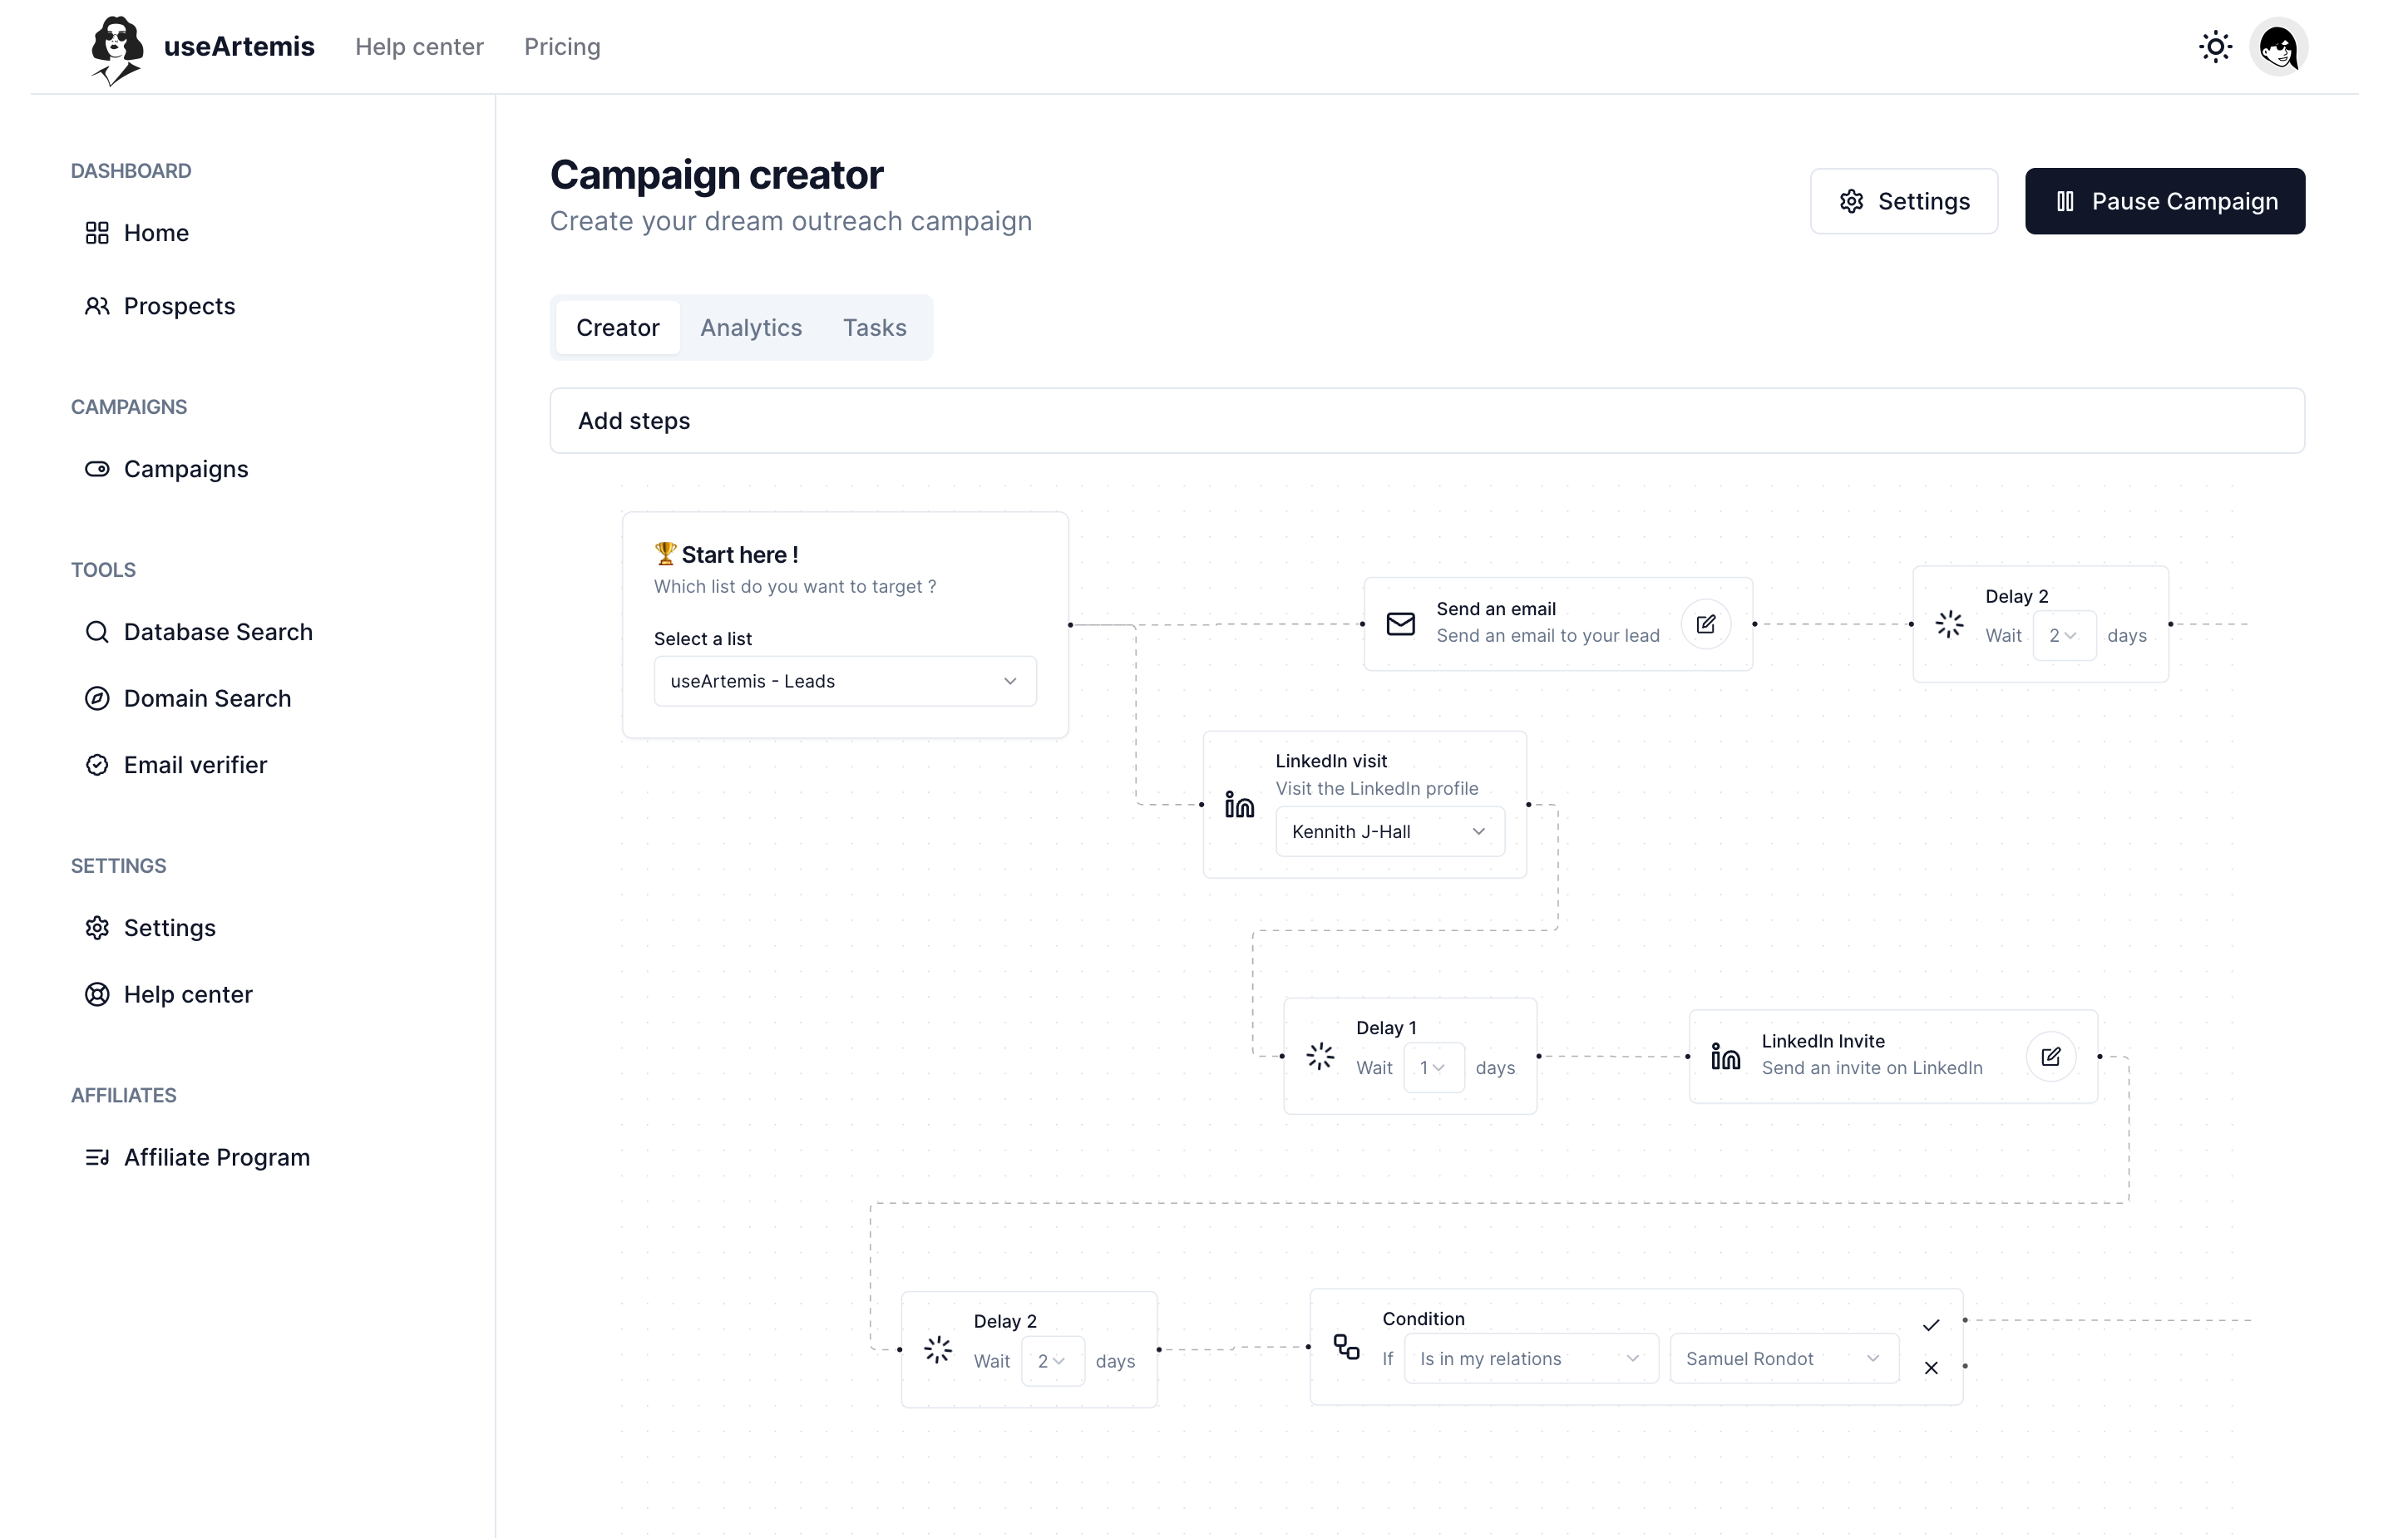 useArtemis Help center Pricing
DASHBOARD
Home
Prospects
CAMPAIGNS
Campaigns
TOOLS
Database Search
Domain Search
Email verifier
SETTINGS
Settings
Help center
AFFILIATES
Affiliate Program
Campaign creator
Create your dream outreach campaign
Settings Pause Campaign
Creator Analytics Tasks
Add steps
🏆 Start here !
Which list do you want to target ?
Select a list
useArtemis - Leads
Send an email
Send an email to your lead
Delay 2
Wait 2 days
LinkedIn visit
Visit the LinkedIn profile
Kennith J-Hall
Delay 1
Wait 1 days
LinkedIn Invite
Send an invite on LinkedIn
Delay 2
Wait 2 days
Condition
If Is in my relations Samuel Rondot